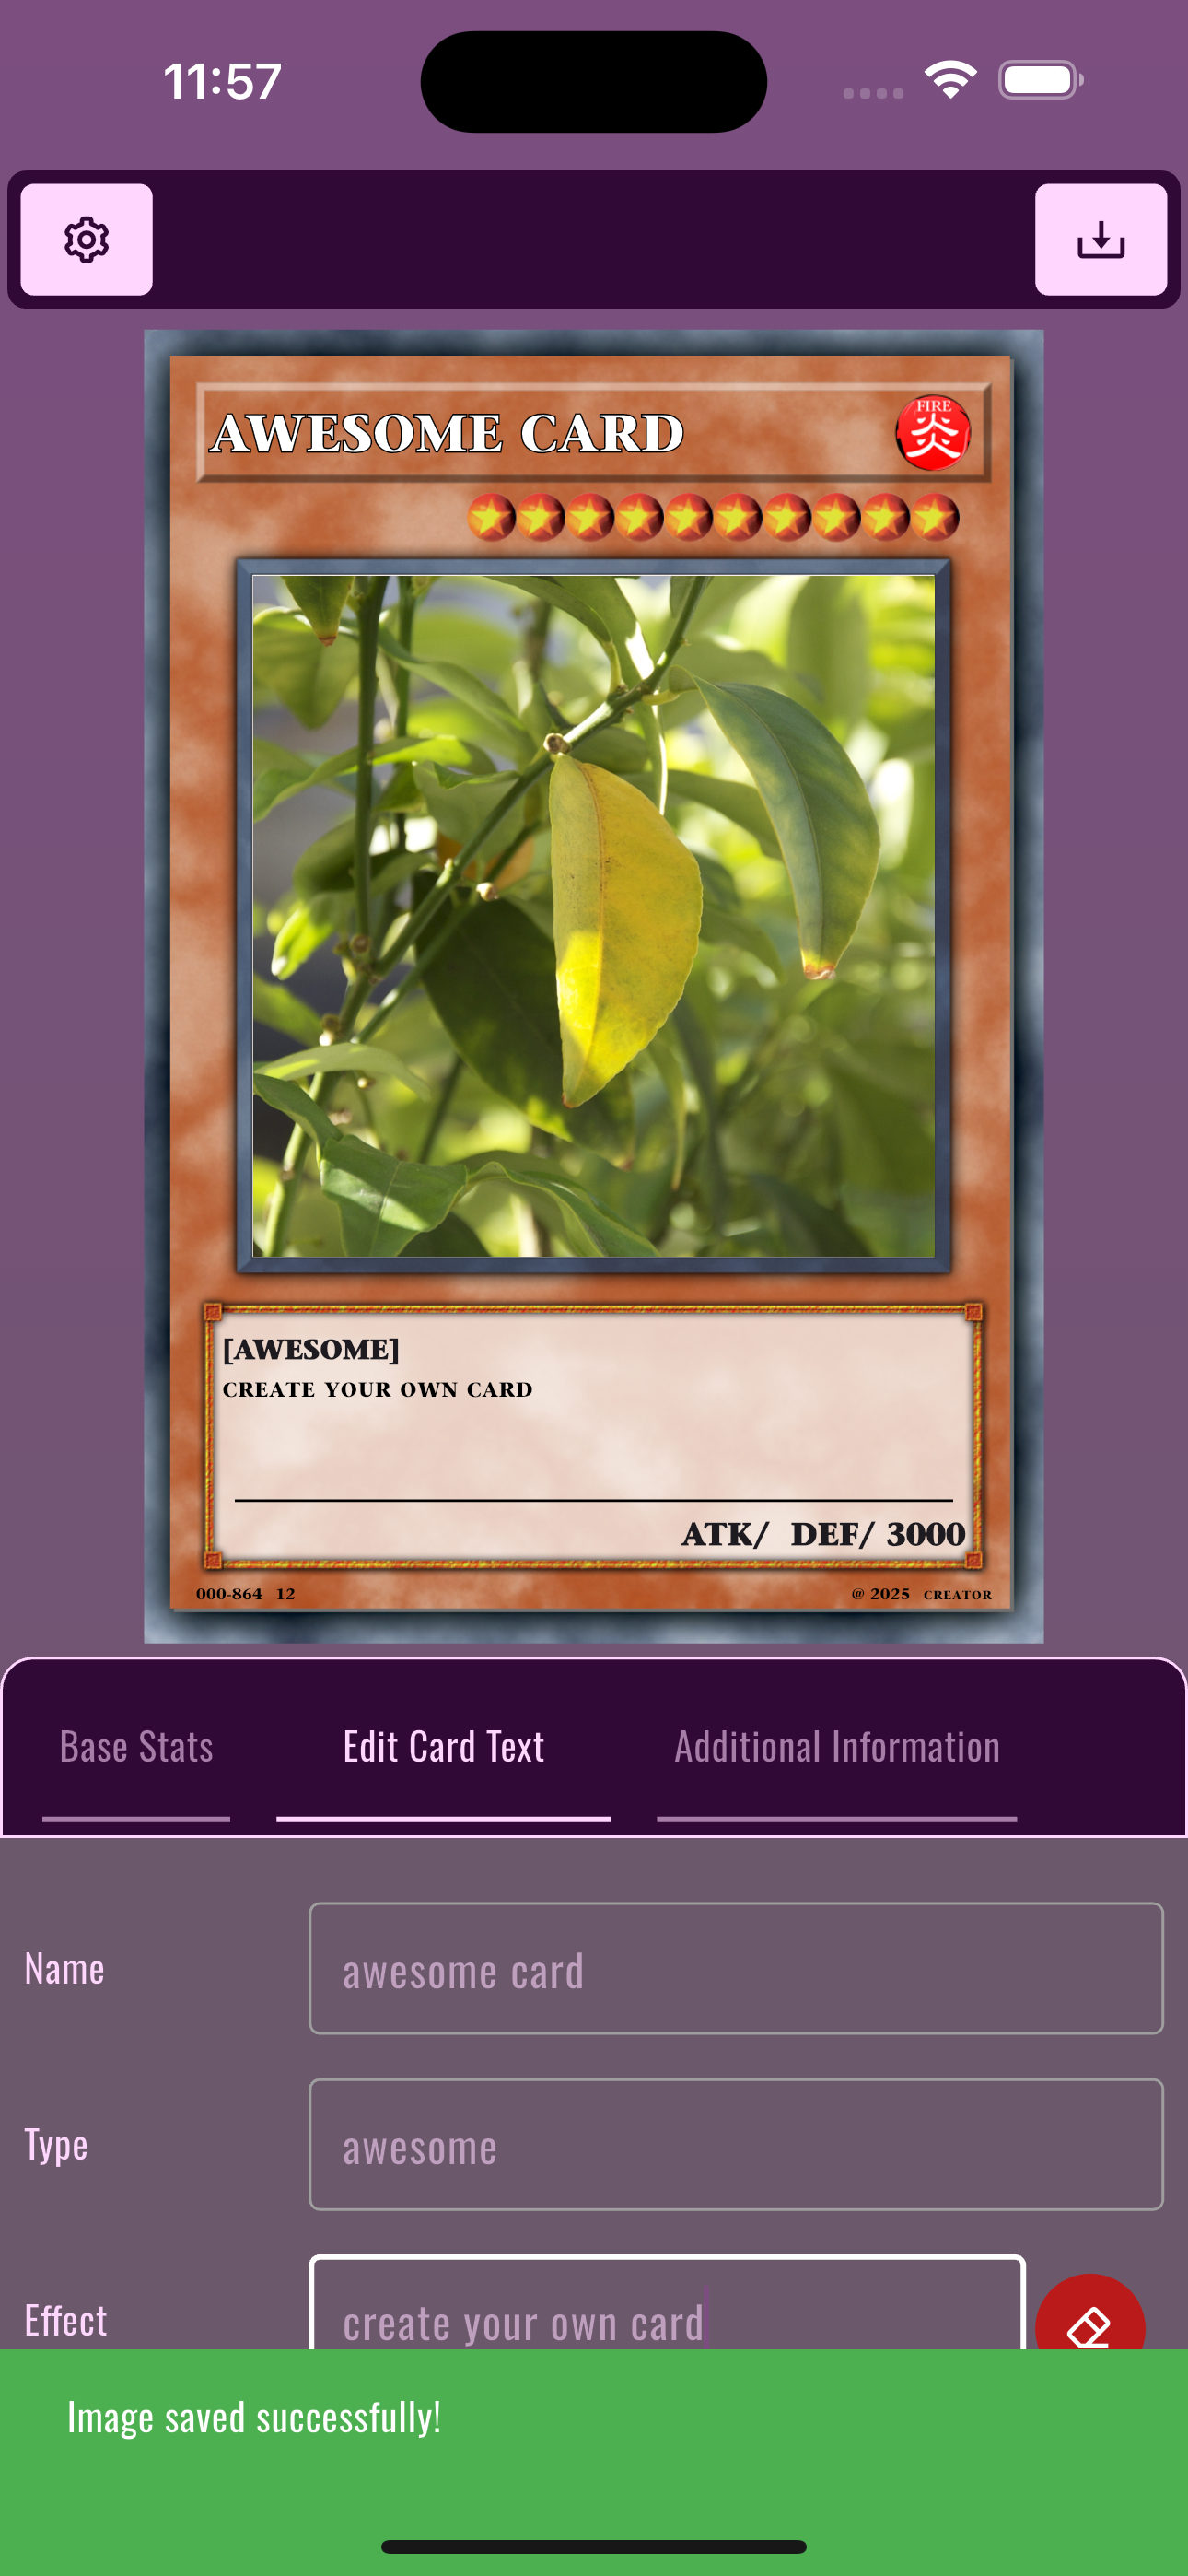 11:57
AWESOME CARD
FIRE
炎
[AWESOME]
CREATE YOUR OWN CARD
ATK/ DEF/ 3000
000-864 12 @ 2025 CREATOR
Base Stats Edit Card Text Additional Information
Name awesome card
Type awesome
Effect create your own card
Image saved successfully!